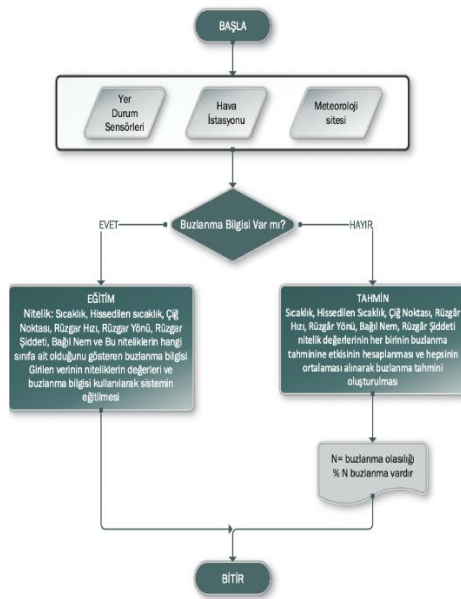 BAŞLA
Yer
Durum
Sensörleri
Hava
İstasyonu
Meteoroloji
sitesi
Buzlanma Bilgisi Var mı?
EVET
HAYIR
EĞİTİM
Nitelik: Sıcaklık, Hissedilen sıcaklık, Çiğ
Noktası, Rüzgar Hızı, Rüzgar Yönü, Rüzgar
Şiddeti, Bağıl Nem ve Bu niteliklerin hangi
sınıfa ait olduğunu gösteren buzlanma bilgisi
Girilen verinin niteliklerin değerleri ve
buzlanma bilgisi kullanılarak sistemin
eğitilmesi
TAHMİN
Sıcaklık, Hissedilen Sıcaklık, Çiğ Noktası, Rüzgâr
Hızı, Rüzgâr Yönü, Bağıl Nem, Rüzgâr Şiddeti
nitelik değerlerinin her birinin buzlanma
tahminine etkisinin hesaplanması ve hepsinin
ortalaması alınarak buzlanma tahmini
oluşturulması
N= buzlanma olasılığı
% N buzlanma vardır
BİTİR